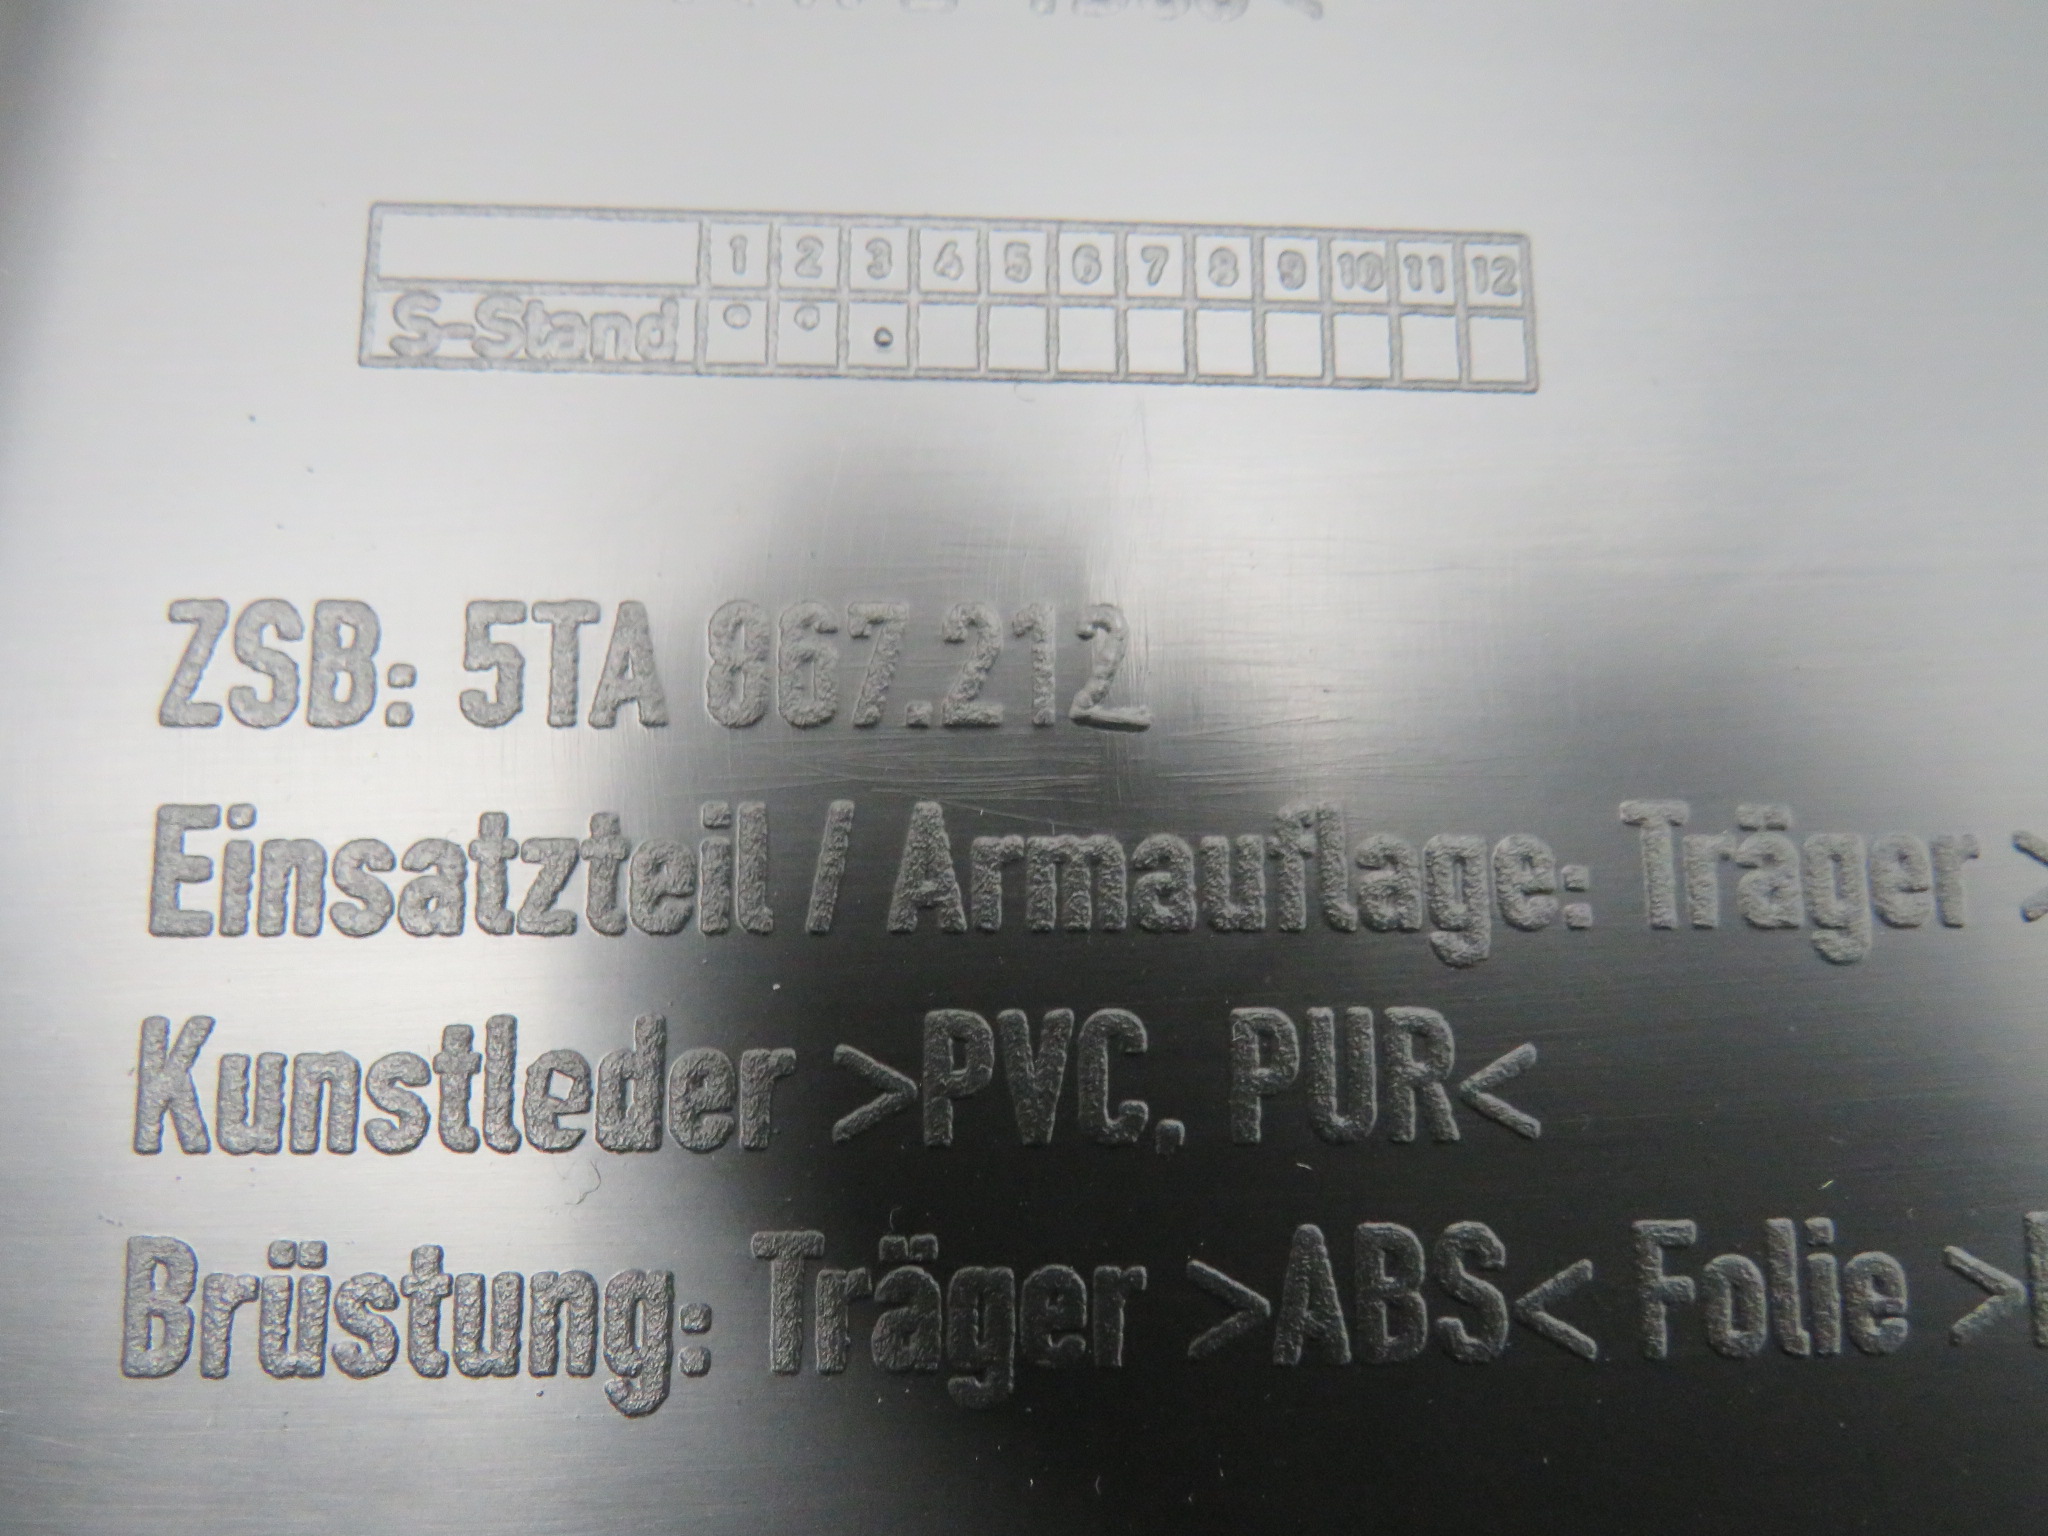 1 2 3 4 5 6 7 8 9 10 11 12
S-Stand
ZSB: 5TA 867.212
Einsatzteil / Armauflage: Träger >
Kunstleder >PVC, PUR<
Brüstung: Träger >ABS< Folie >